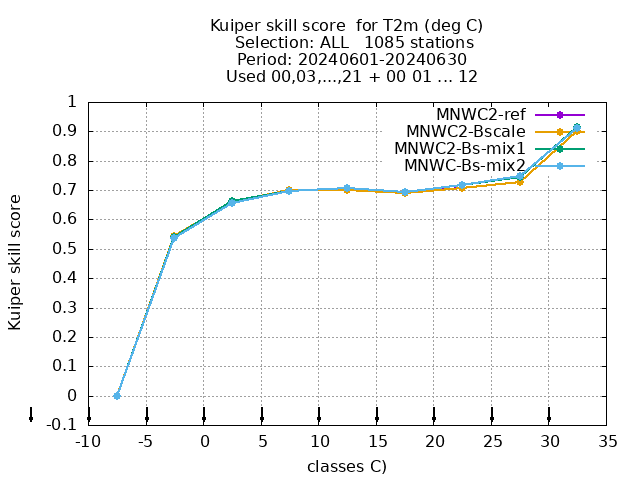 Kuiper skill score  for T2m (deg C)
Selection: ALL   1085 stations
Period: 20240601-20240630
Used 00,03,...,21 + 00 01 ... 12
MNWC2-ref
MNWC2-Bscale
MNWC2-Bs-mix1
MNWC-Bs-mix2
Kuiper skill score
1
0.9
0.8
0.7
0.6
0.5
0.4
0.3
0.2
0.1
0
-0.1
-10 -5 0 5 10 15 20 25 30 35
classes C)